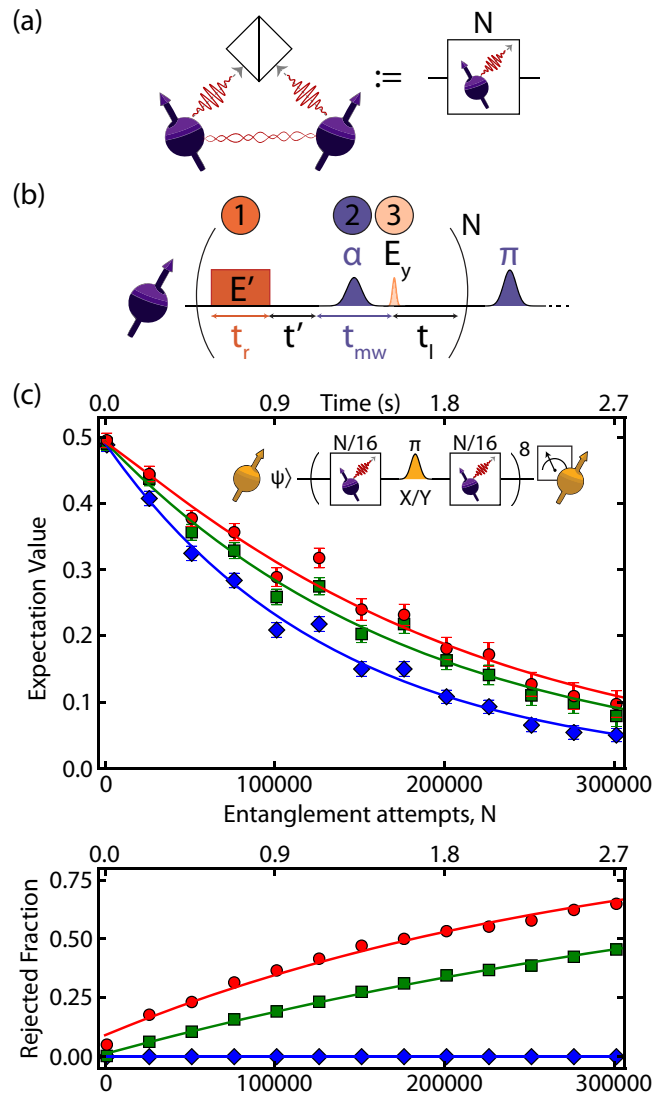 (a)
:=
N
(b)
1 2 3
N
α E_y π
E'
t_r t' t_mw t_l
(c)
0.0 0.9 Time (s) 1.8 2.7
0.5
0.4
0.3
0.2
0.1
0.0
Expectation Value
ψ⟩ N/16 π N/16 8
X/Y
0 100000 200000 300000
Entanglement attempts, N
0.0 0.9 1.8 2.7
0.75
0.50
0.25
0.00
Rejected Fraction
0 100000 200000 300000